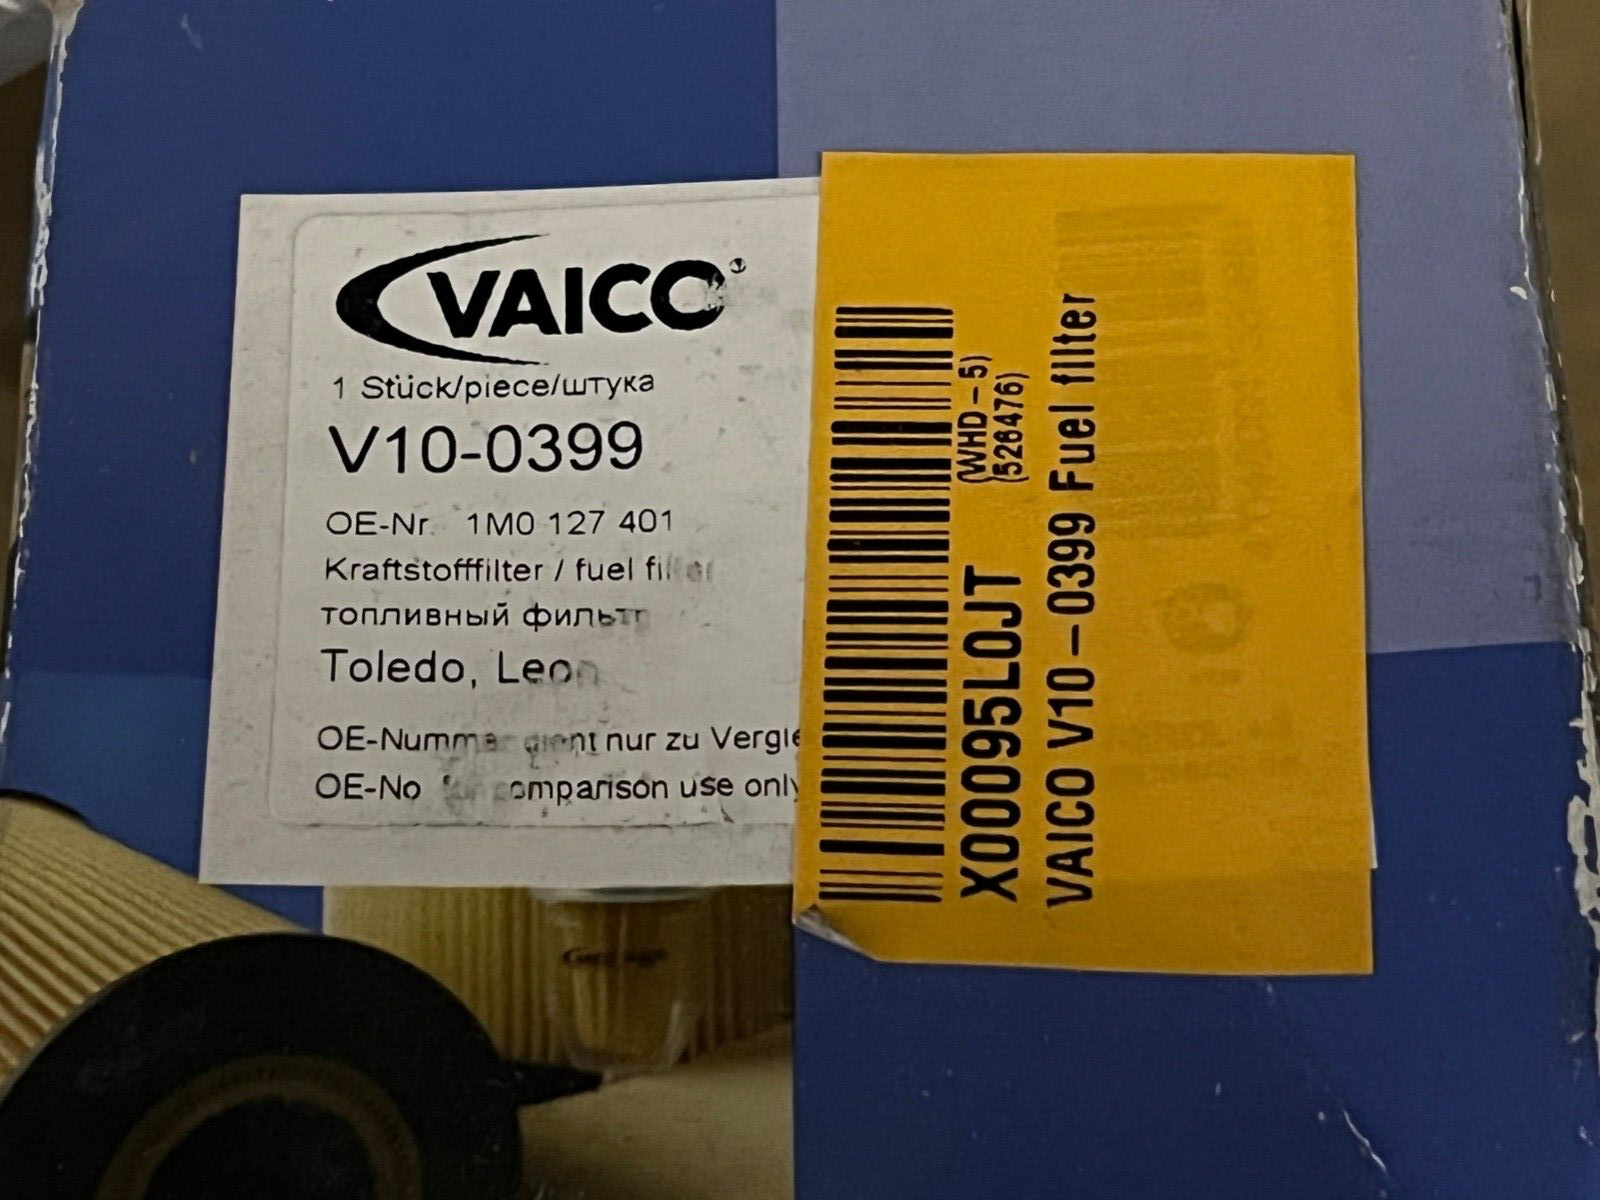 VAICO
1 Stück/piece/штука
V10-0399
OE-Nr. 1M0 127 401
Kraftstofffilter / fuel filter
топливный фильтр
Toledo, Leon
OE-Nummer dient nur zu Vergle
OE-No for comparison use only
(WHD-5)
(526476)
X00095L0JT
VAICO V10-0399 Fuel filter